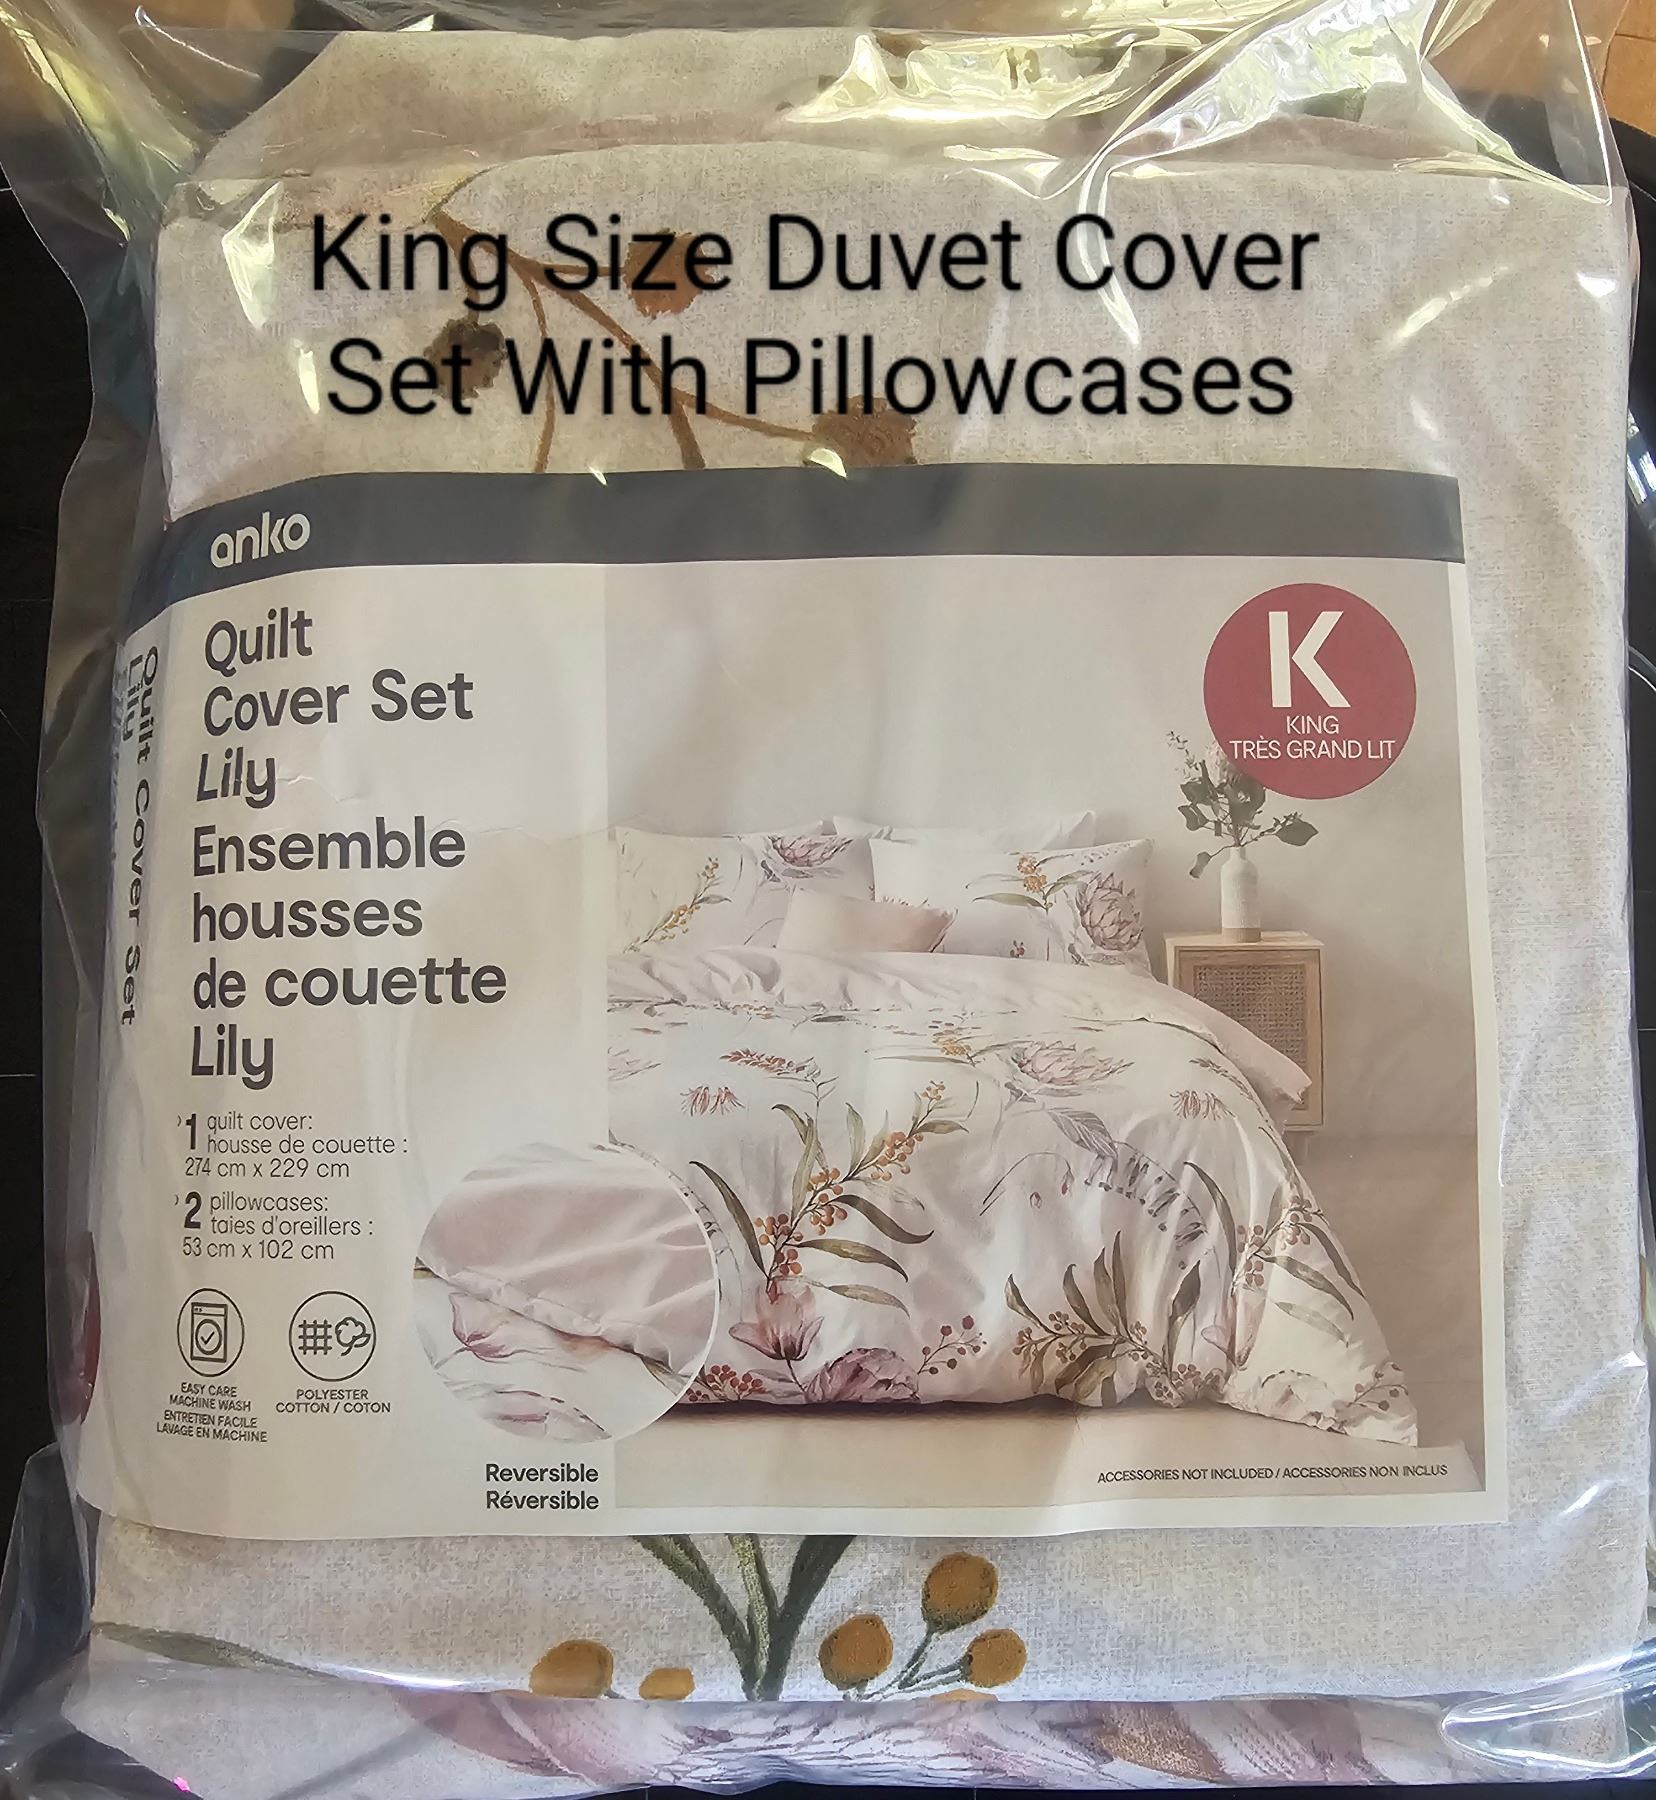 King Size Duvet Cover
Set With Pillowcases
anko
Quilt
Cover Set
Lily
Ensemble
housses
de couette
Lily
1 quilt cover:
housse de couette :
274 cm x 229 cm
2 pillowcases:
taies d'oreillers :
53 cm x 102 cm
EASY CARE
MACHINE WASH
ENTRETIEN FACILE
LAVAGE EN MACHINE
POLYESTER
COTTON / COTON
Reversible
Réversible
K
KING
TRÈS GRAND LIT
ACCESSORIES NOT INCLUDED / ACCESSORIES NON INCLUS
Quilt Cover Set
Lily